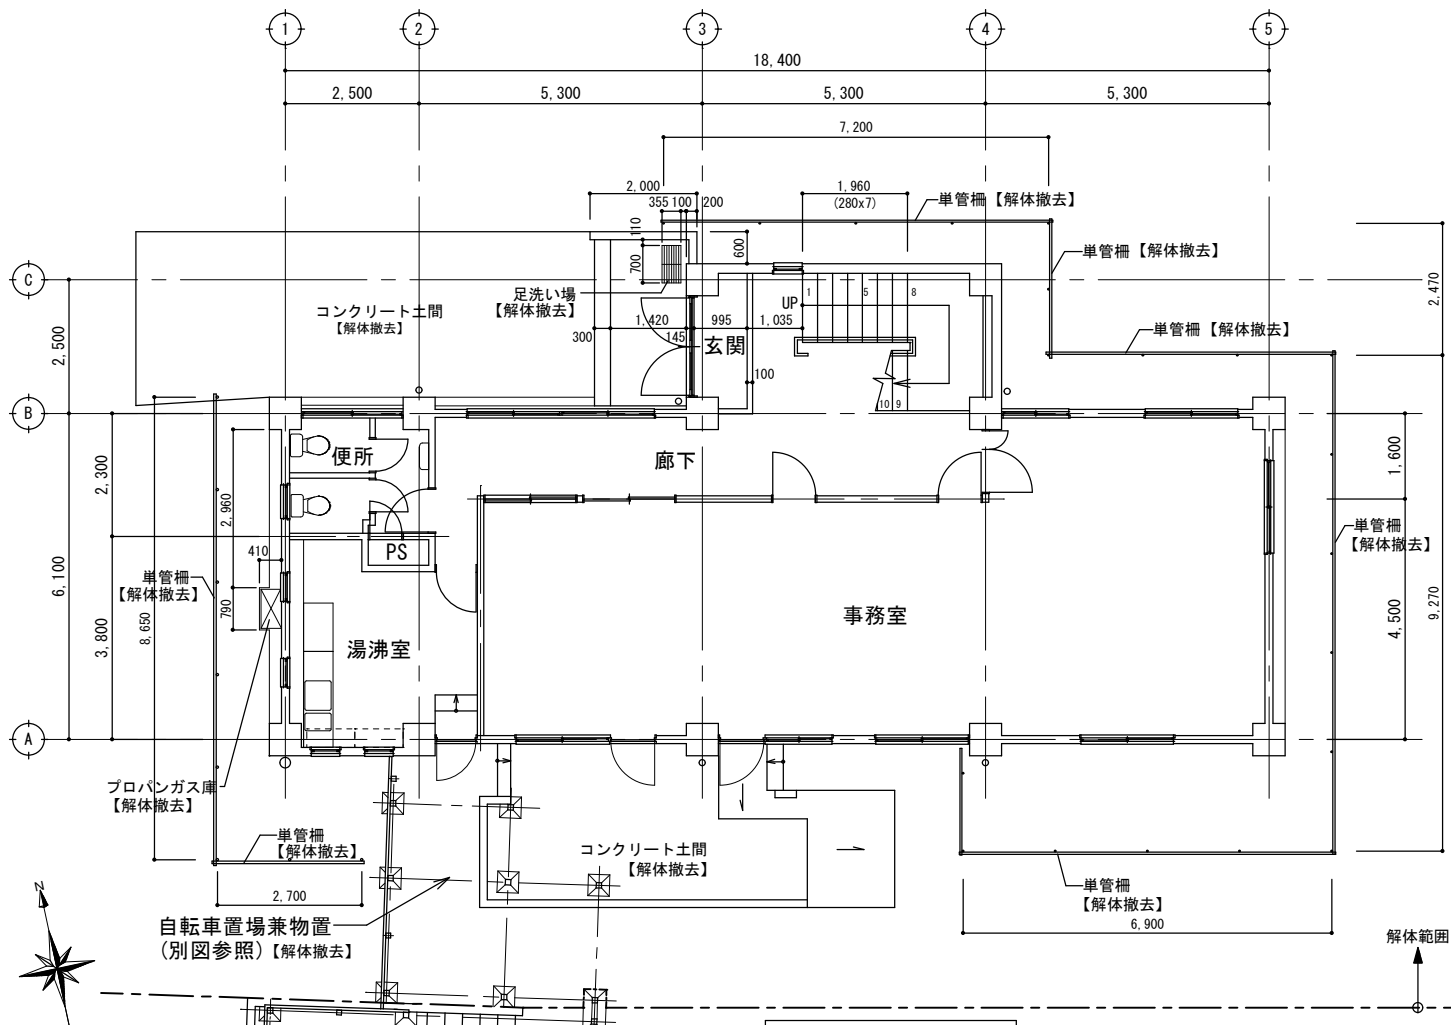 1
2
3
4
5
18,400
2,500
5,300
5,300
5,300
7,200
2,000
1,960
(280x7)
355
100
200
単管柵【解体撤去】
110
700
600
単管柵【解体撤去】
2,470
C
足洗い場
【解体撤去】
コンクリート土間
【解体撤去】
UP
1
5
8
単管柵【解体撤去】
300
1,420
145
995
1,035
玄関
2,500
100
10
9
B
便所
廊下
2,300
2,960
1,600
単管柵
【解体撤去】
PS
410
単管柵
【解体撤去】
6,100
790
8,650
3,800
湯沸室
事務室
4,500
9,270
A
プロパンガス庫
【解体撤去】
単管柵
【解体撤去】
コンクリート土間
【解体撤去】
2,700
単管柵
【解体撤去】
6,900
N
自転車置場兼物置
(別図参照)【解体撤去】
解体範囲